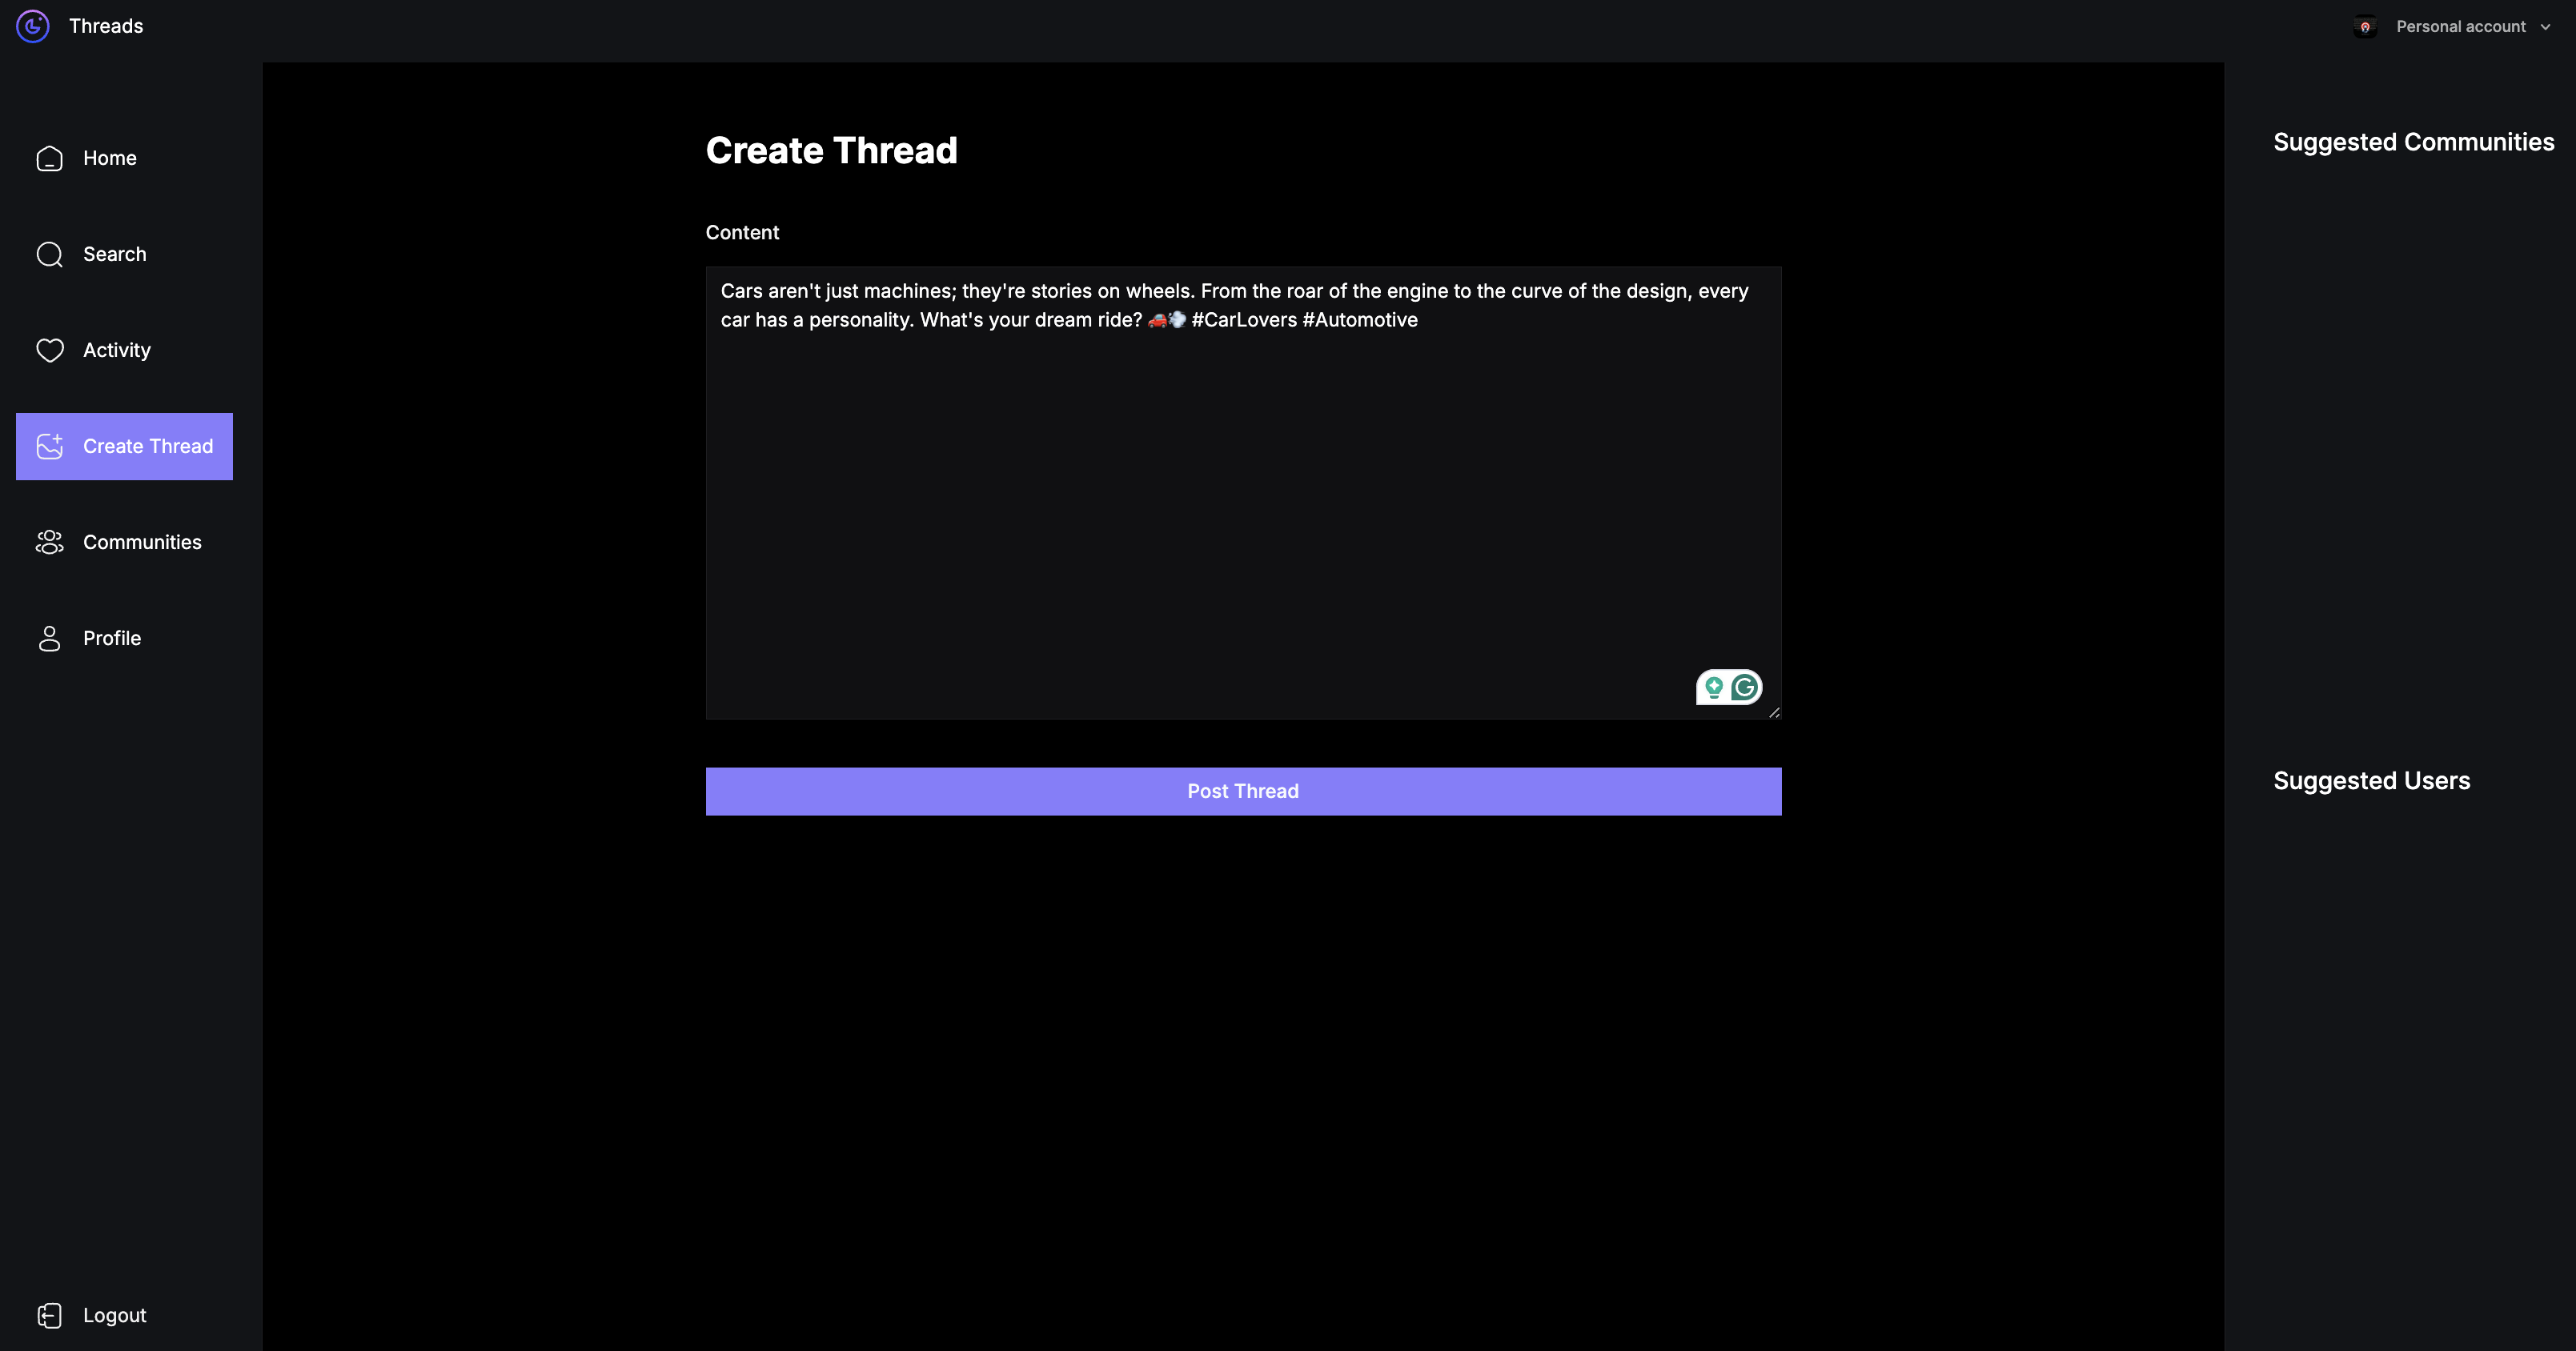 Threads
Personal account
Home
Search
Activity
Create Thread
Communities
Profile
Logout
Create Thread
Content
Cars aren't just machines; they're stories on wheels. From the roar of the engine to the curve of the design, every
car has a personality. What's your dream ride? 🚗💨 #CarLovers #Automotive
Post Thread
Suggested Communities
Suggested Users